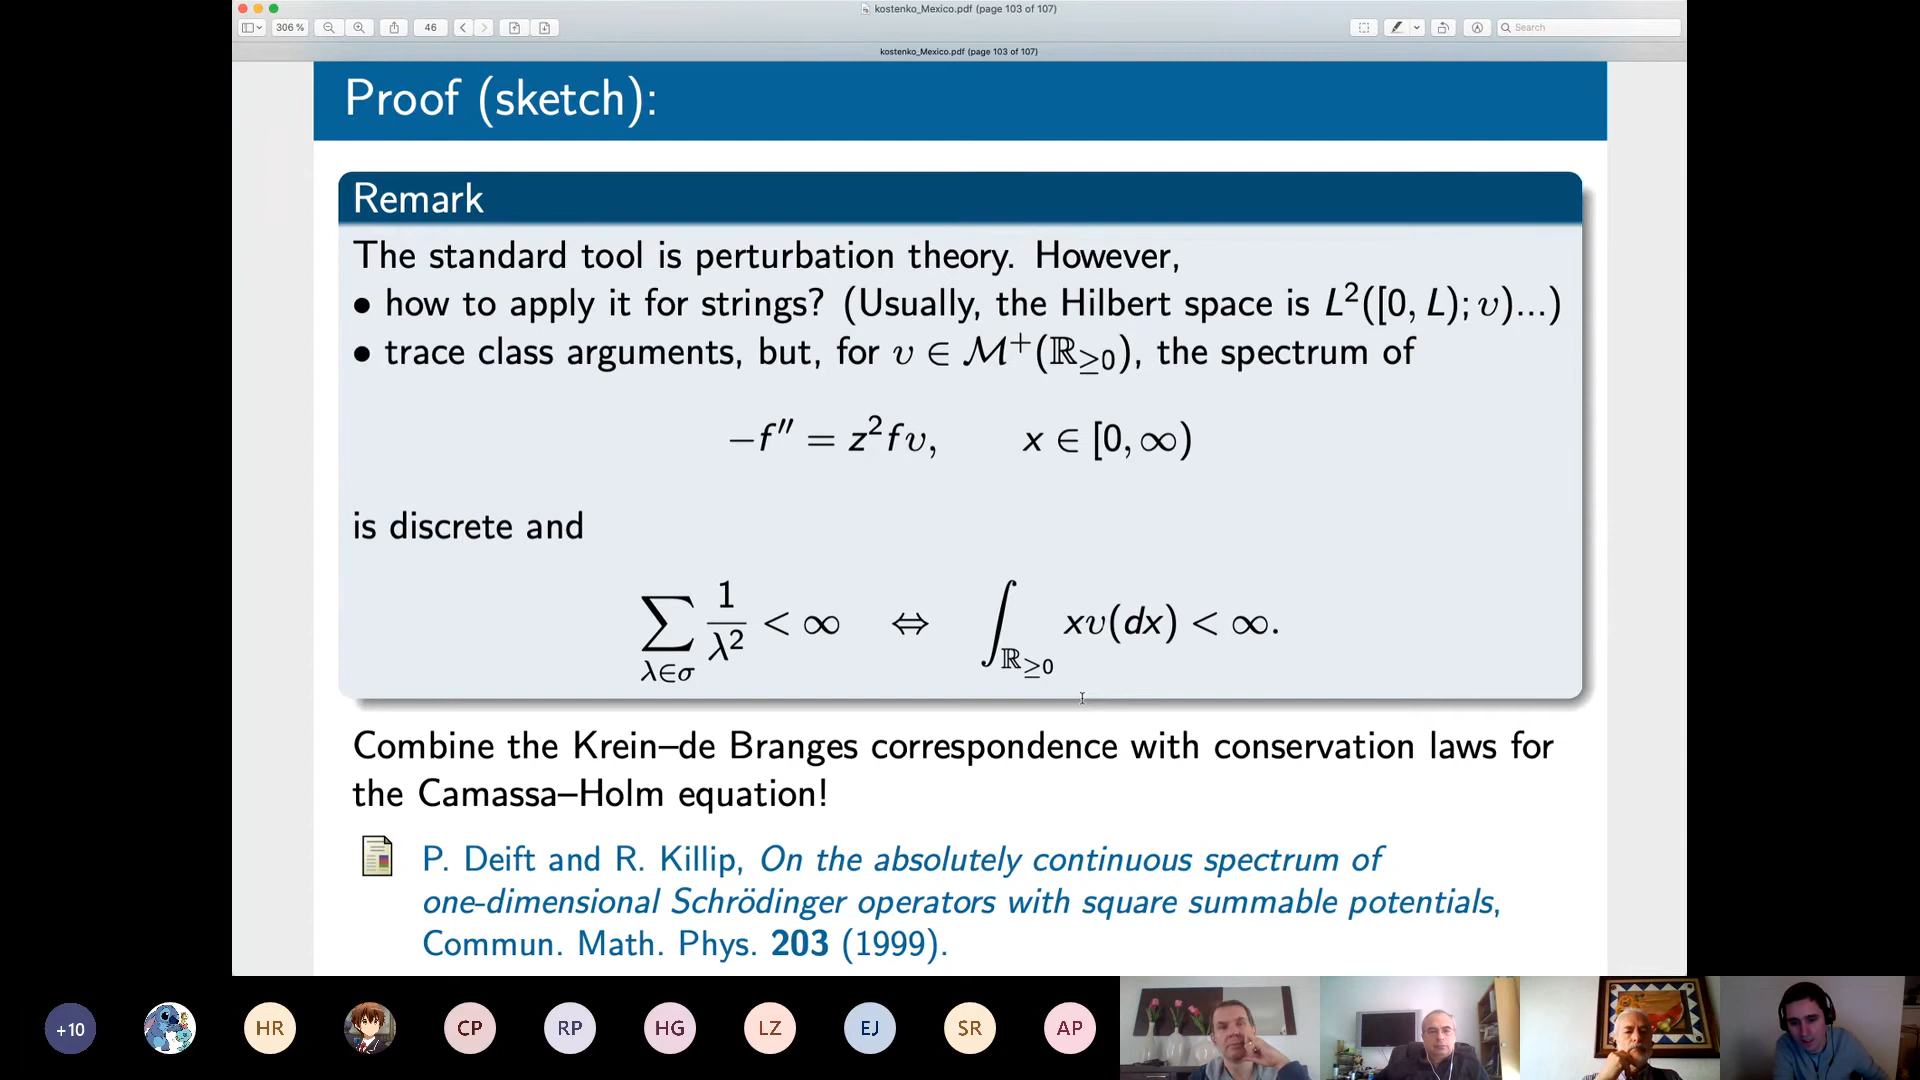 kostenko_Mexico.pdf (page 103 of 107)
306 %
46
Search
kostenko_Mexico.pdf (page 103 of 107)
Proof (sketch):
Remark
The standard tool is perturbation theory. However,
• how to apply it for strings? (Usually, the Hilbert space is L²([0, L); υ)...)
• trace class arguments, but, for υ ∈ ℳ⁺(ℝ≥0), the spectrum of
−f″ = z²fυ, x ∈ [0, ∞)
is discrete and
∑λ∈σ 1/λ² < ∞ ⇔ ∫ℝ≥0 xυ(dx) < ∞.
Combine the Krein–de Branges correspondence with conservation laws for
the Camassa–Holm equation!
P. Deift and R. Killip, On the absolutely continuous spectrum of
one-dimensional Schrödinger operators with square summable potentials,
Commun. Math. Phys. 203 (1999).
+10 HR CP RP HG LZ EJ SR AP